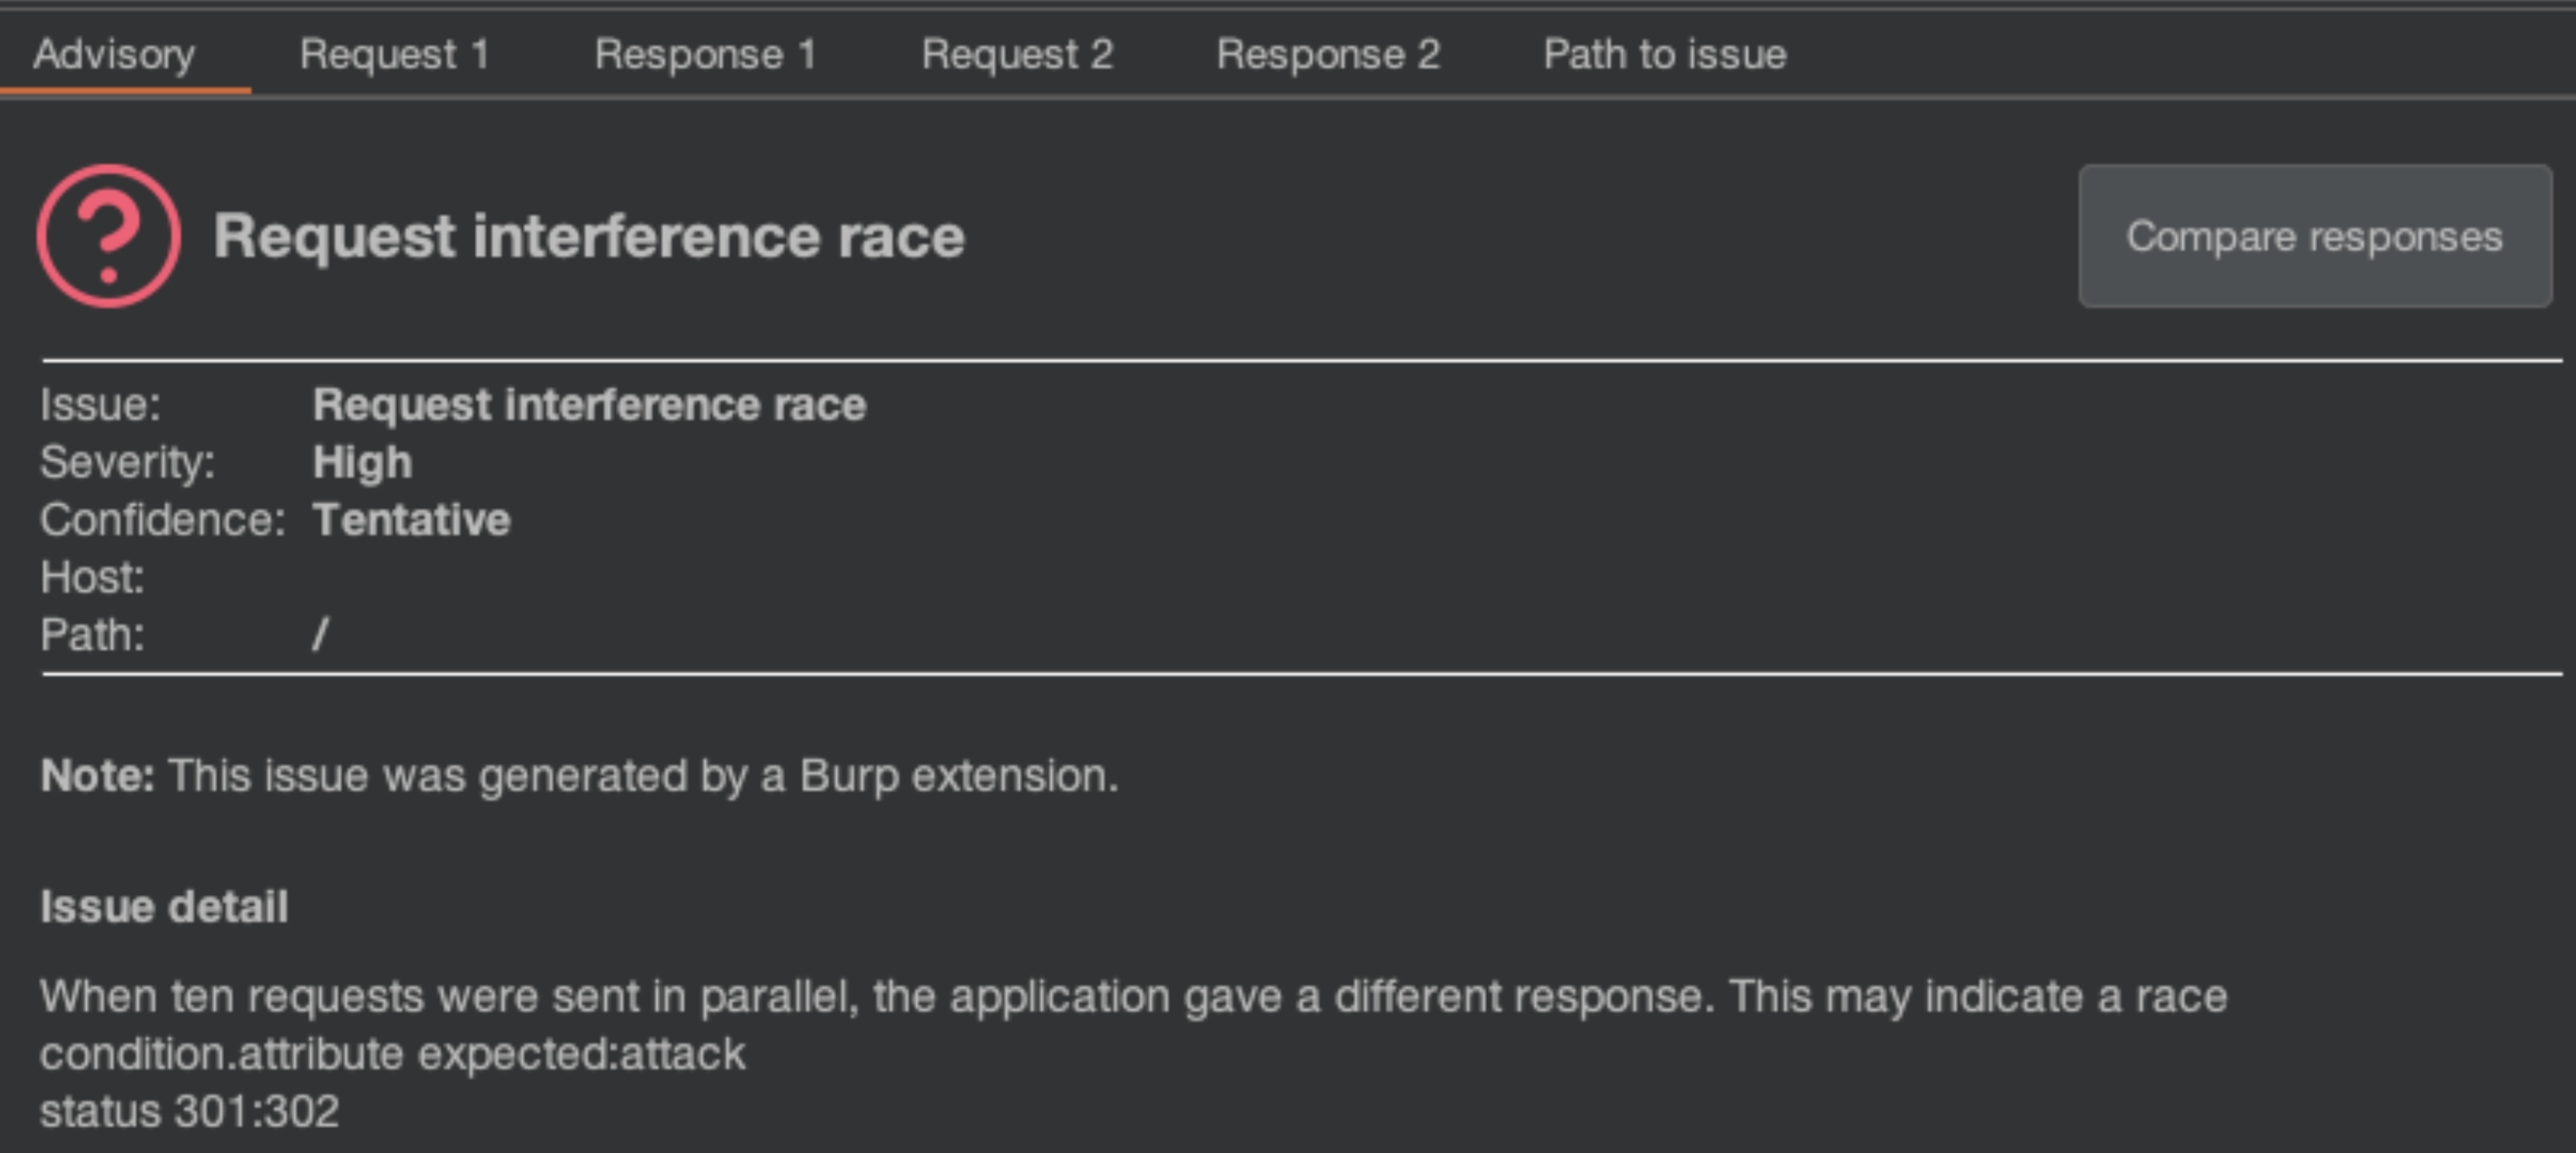 Advisory Request 1 Response 1 Request 2 Response 2 Path to issue
Request interference race
Compare responses
Issue: Request interference race
Severity: High
Confidence: Tentative
Host:
Path: /
Note: This issue was generated by a Burp extension.
Issue detail
When ten requests were sent in parallel, the application gave a different response. This may indicate a race
condition.attribute expected:attack
status 301:302